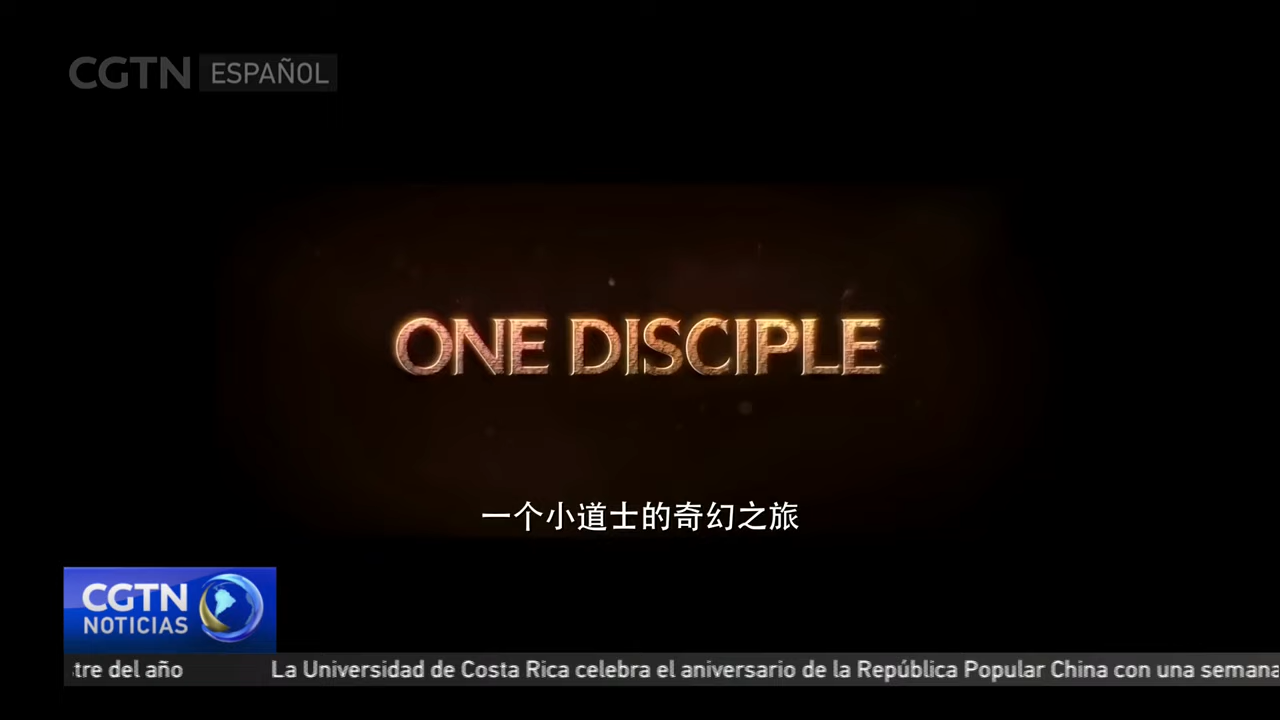 CGTN ESPAÑOL
ONE DISCIPLE
一个小道士的奇幻之旅
CGTN
NOTICIAS
tre del año La Universidad de Costa Rica celebra el aniversario de la República Popular China con una semana